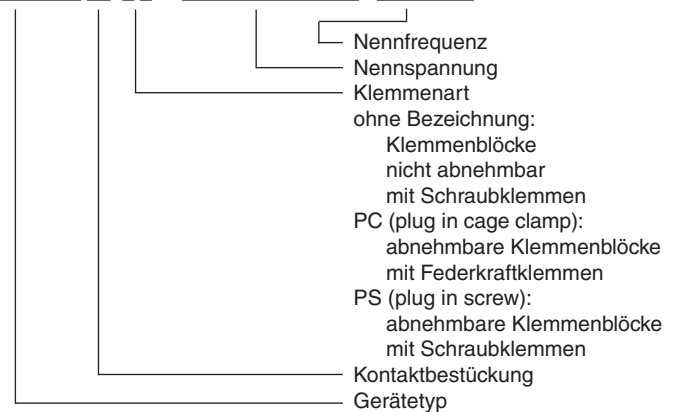 Nennfrequenz
Nennspannung
Klemmenart
ohne Bezeichnung:
Klemmenblöcke
nicht abnehmbar
mit Schraubklemmen
PC (plug in cage clamp):
abnehmbare Klemmenblöcke
mit Federkraftklemmen
PS (plug in screw):
abnehmbare Klemmenblöcke
mit Schraubklemmen
Kontaktbestückung
Gerätetyp